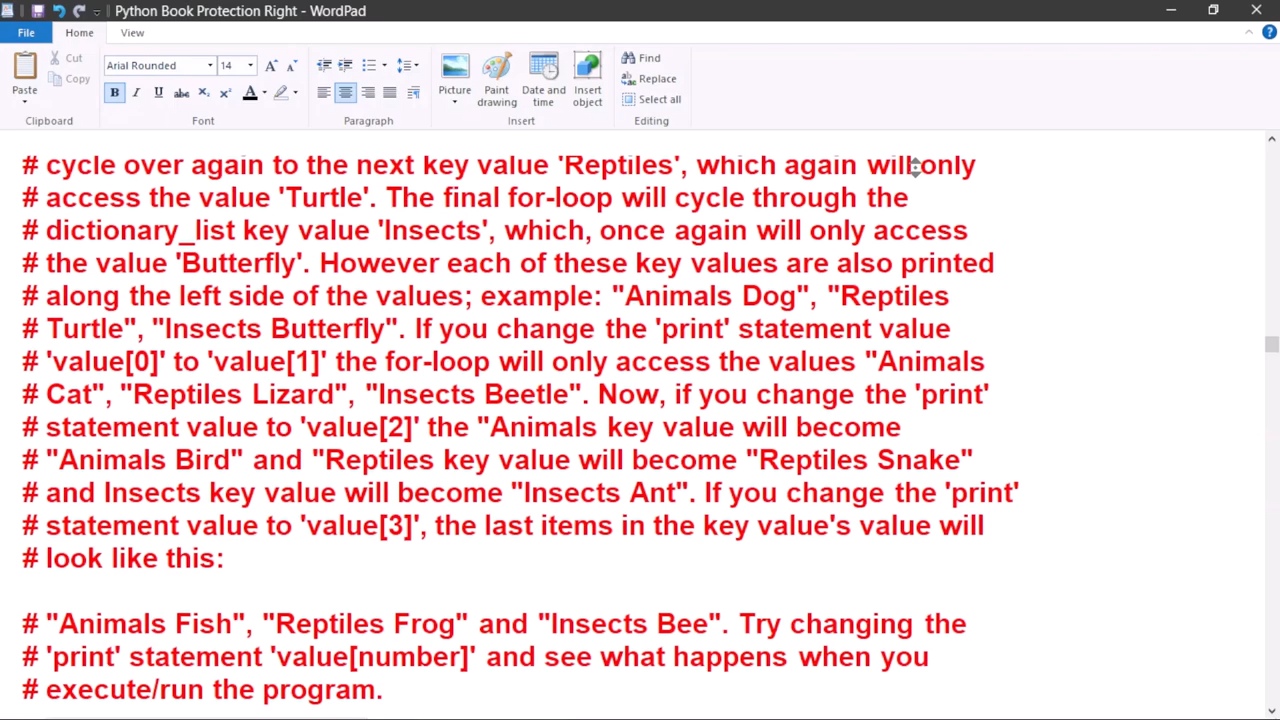 Python Book Protection Right - WordPad
File
Home
View
Paste
Cut
Copy
Clipboard
Arial Rounded
14
A
A
B
I
U
abc
X₂
X²
A
Font
Paragraph
Picture
Paint drawing
Date and time
Insert object
Insert
Find
Replace
Select all
Editing
# cycle over again to the next key value 'Reptiles', which again will only
# access the value 'Turtle'. The final for-loop will cycle through the
# dictionary_list key value 'Insects', which, once again will only access
# the value 'Butterfly'. However each of these key values are also printed
# along the left side of the values; example: "Animals Dog", "Reptiles
# Turtle", "Insects Butterfly". If you change the 'print' statement value
# 'value[0]' to 'value[1]' the for-loop will only access the values "Animals
# Cat", "Reptiles Lizard", "Insects Beetle". Now, if you change the 'print'
# statement value to 'value[2]' the "Animals key value will become
# "Animals Bird" and "Reptiles key value will become "Reptiles Snake"
# and Insects key value will become "Insects Ant". If you change the 'print'
# statement value to 'value[3]', the last items in the key value's value will
# look like this:
# "Animals Fish", "Reptiles Frog" and "Insects Bee". Try changing the
# 'print' statement 'value[number]' and see what happens when you
# execute/run the program.